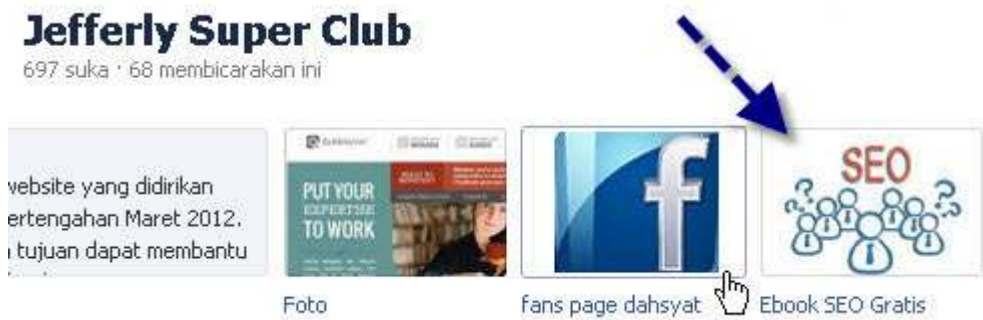 Jefferly Super Club
697 suka · 68 membicarakan ini
website yang didirikan
ertengahan Maret 2012.
tujuan dapat membantu
PUT YOUR
EXPERTISE
TO WORK
SEO
Foto
fans page dahsyat
Ebook SEO Gratis